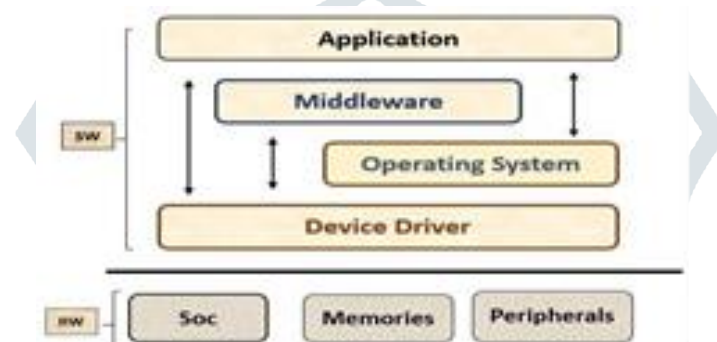 Application
Middleware
SW
Operating System
Device Driver
HW
Soc
Memories
Peripherals